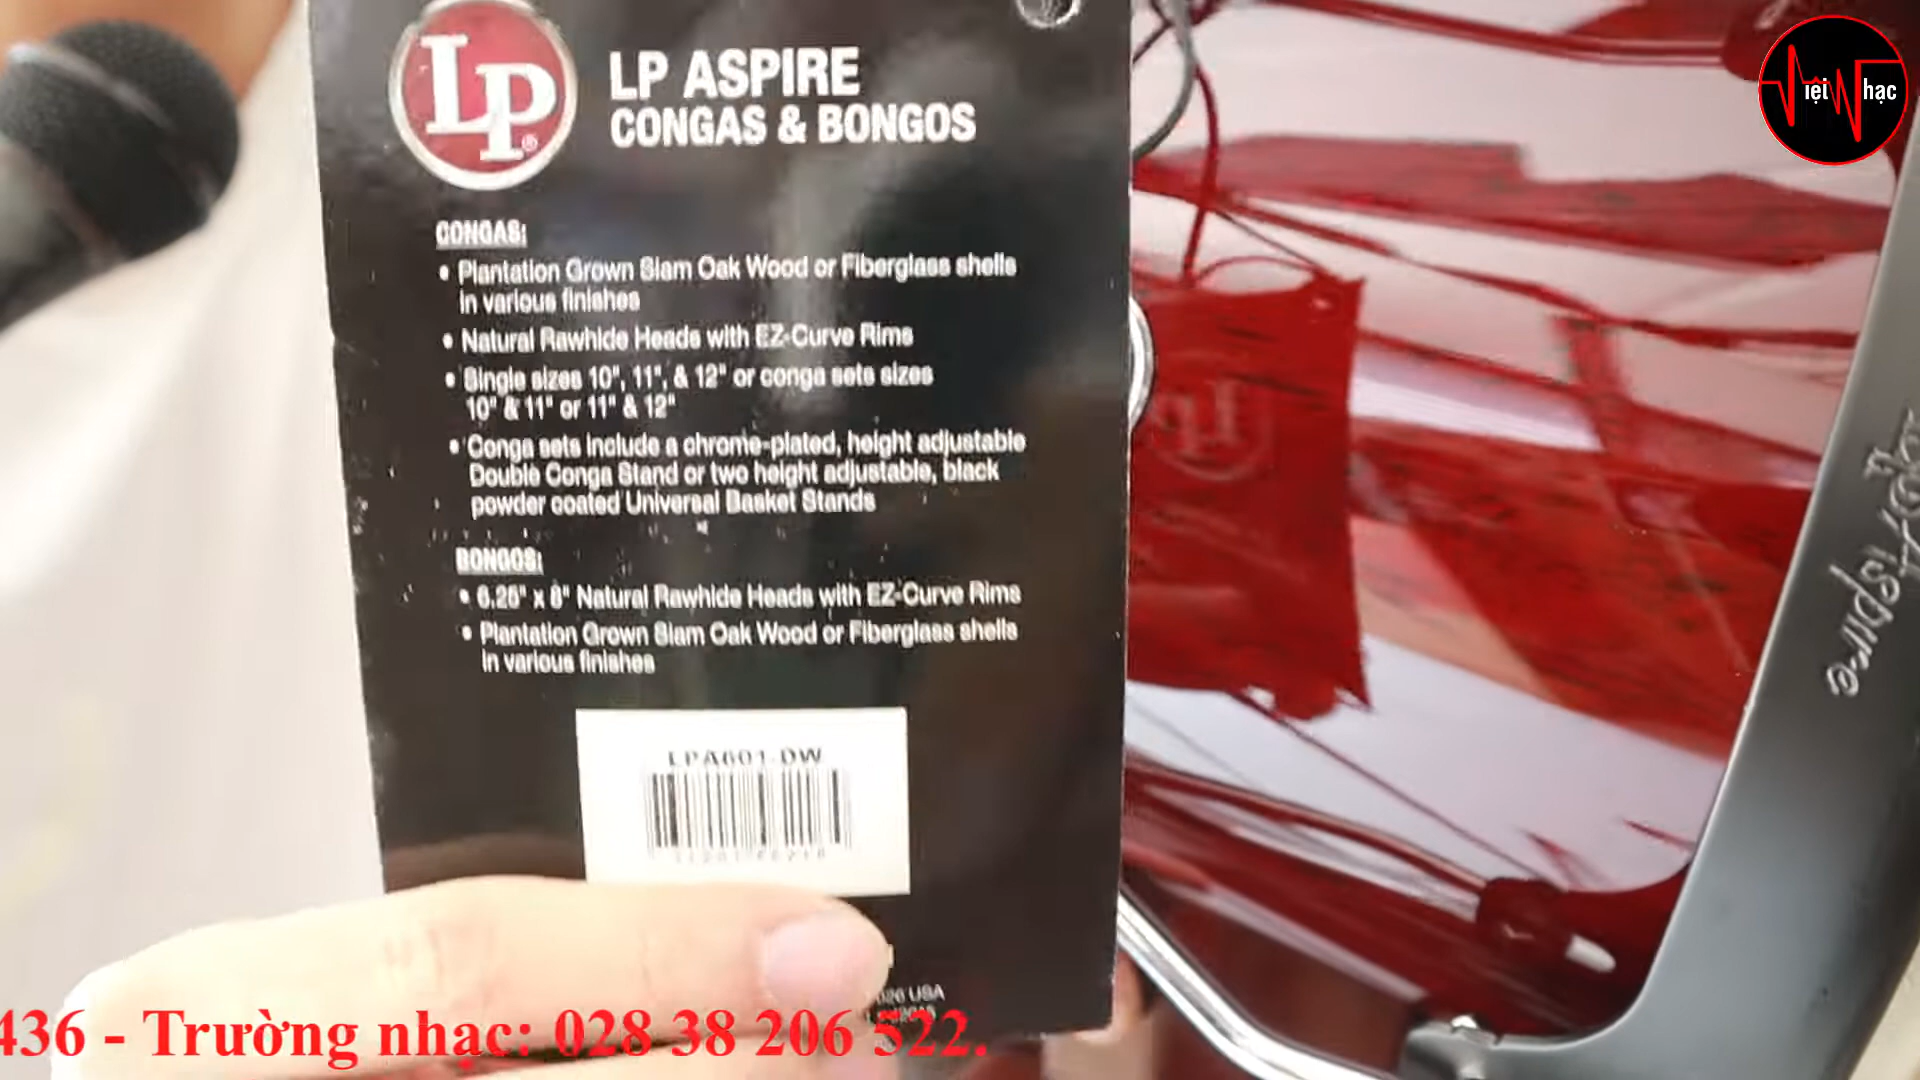 LP®
LP ASPIRE
CONGAS & BONGOS
CONGAS:
• Plantation Grown Siam Oak Wood or Fiberglass shells
in various finishes
• Natural Rawhide Heads with EZ-Curve Rims
• Single sizes 10", 11", & 12" or conga sets sizes
10" & 11" or 11" & 12"
• Conga sets include a chrome-plated, height adjustable
Double Conga Stand or two height adjustable, black
powder coated Universal Basket Stands
BONGOS:
• 6.25" x 8" Natural Rawhide Heads with EZ-Curve Rims
• Plantation Grown Siam Oak Wood or Fiberglass shells
in various finishes
LPA601-DW
026 USA
Việt Nhạc
LP
Aspire
436 - Trường nhạc: 028 38 206 522.